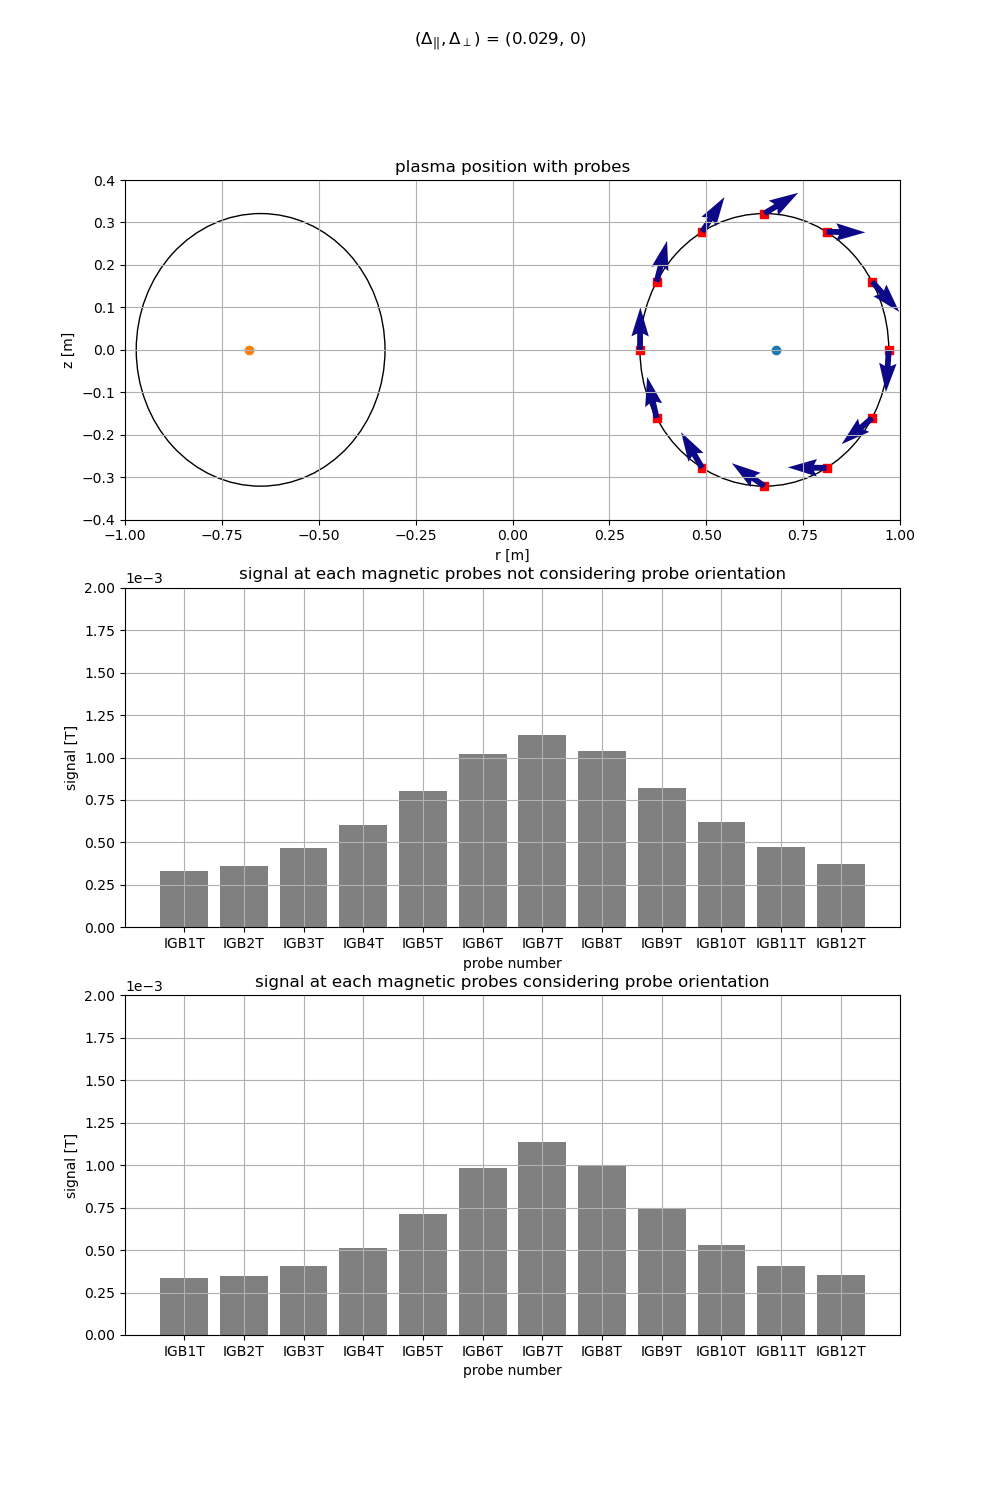 (Δ∥, Δ⊥) = (0.029, 0)
plasma position with probes
0.4
0.3
0.2
0.1
0.0
−0.1
−0.2
−0.3
−0.4
z [m]
−1.00 −0.75 −0.50 −0.25 0.00 0.25 0.50 0.75 1.00
r [m]
signal at each magnetic probes not considering probe orientation
1e−3
2.00
1.75
1.50
1.25
1.00
0.75
0.50
0.25
0.00
signal [T]
IGB1T IGB2T IGB3T IGB4T IGB5T IGB6T IGB7T IGB8T IGB9T IGB10T IGB11T IGB12T
probe number
signal at each magnetic probes considering probe orientation
1e−3
2.00
1.75
1.50
1.25
1.00
0.75
0.50
0.25
0.00
signal [T]
IGB1T IGB2T IGB3T IGB4T IGB5T IGB6T IGB7T IGB8T IGB9T IGB10T IGB11T IGB12T
probe number